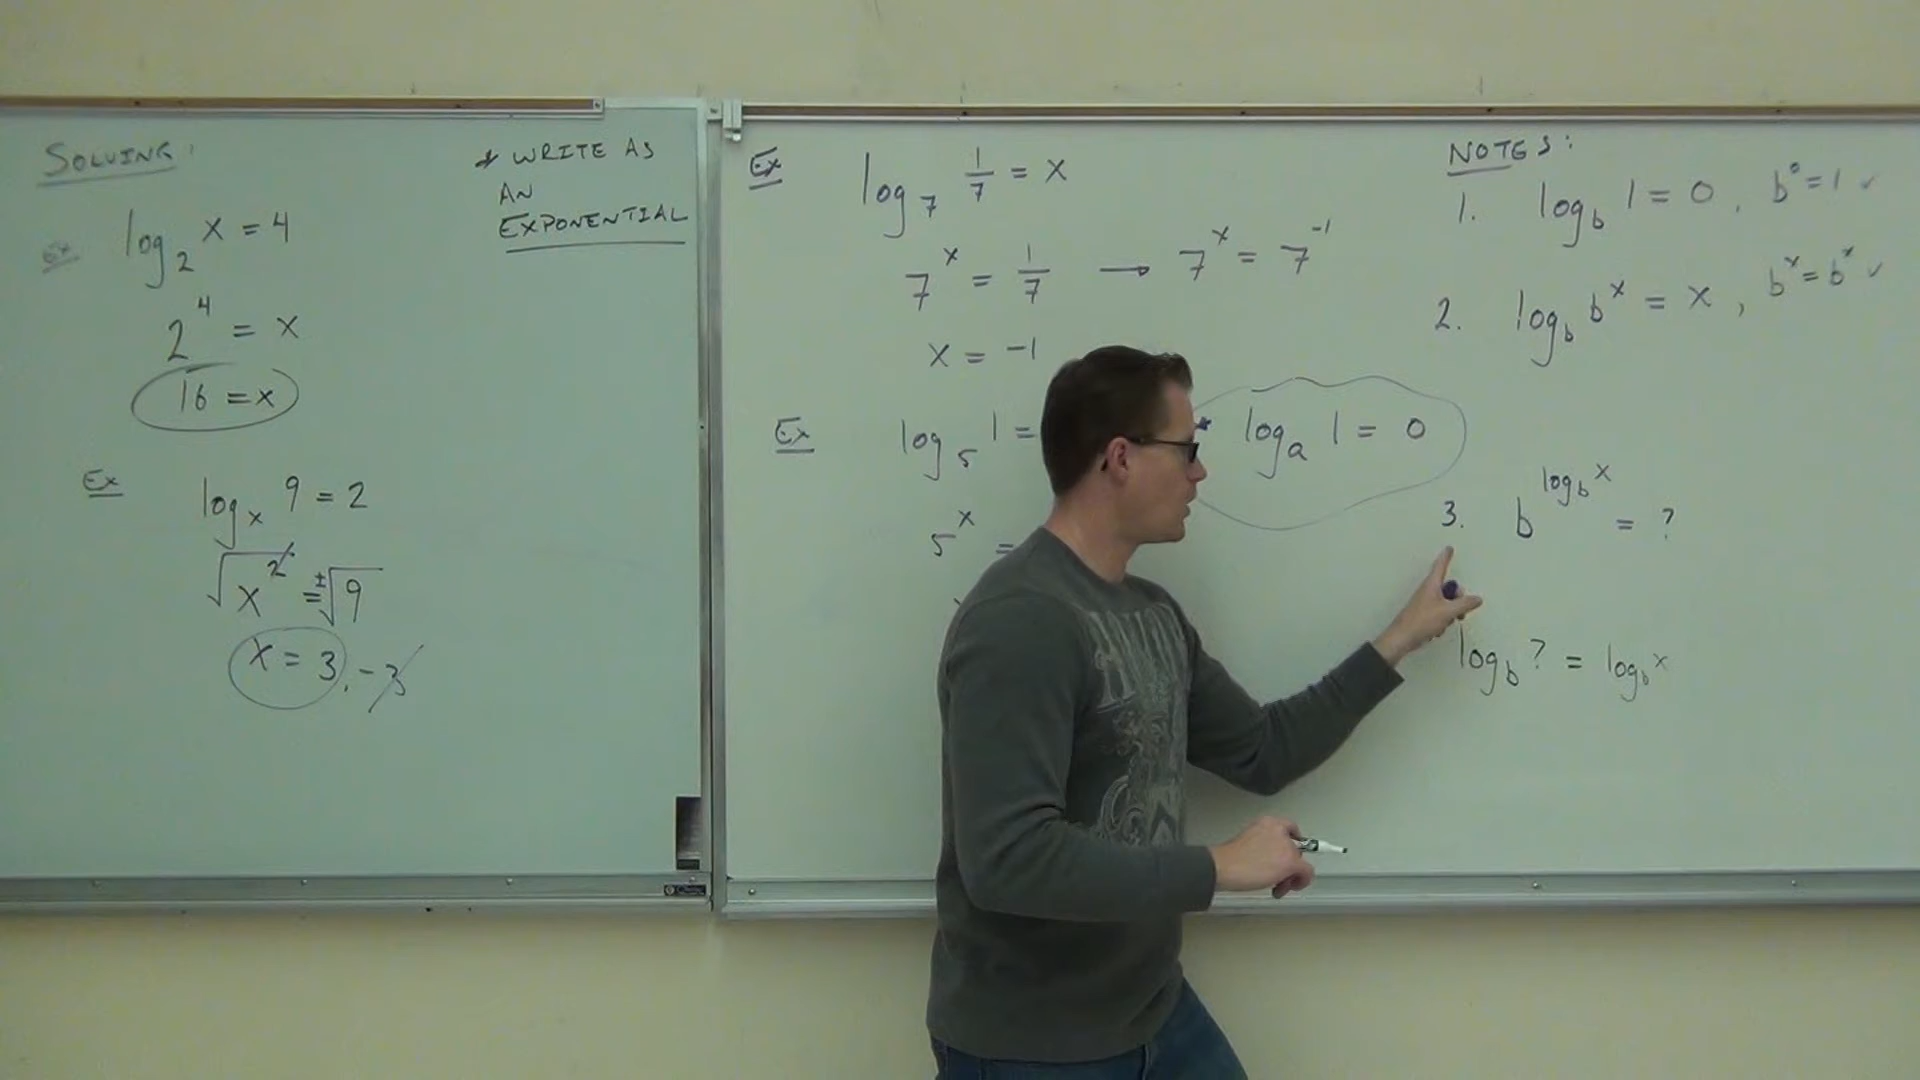 SOLVING:
* WRITE AS
AN
EXPONENTIAL
Ex log₂ x = 4
2⁴ = x
16 = x
Ex logₓ 9 = 2
√x² = ±√9
x = 3, -3
Ex log₇ 1/7 = x
7ˣ = 1/7 → 7ˣ = 7⁻¹
x = -1
Ex log₅ 1 =
* logₐ 1 = 0
5ˣ =
NOTES:
1. log_b 1 = 0, b⁰ = 1 ✓
2. log_b bˣ = x, bˣ = bˣ ✓
3. b^(log_b x) = ?
log_b ? = log_b x